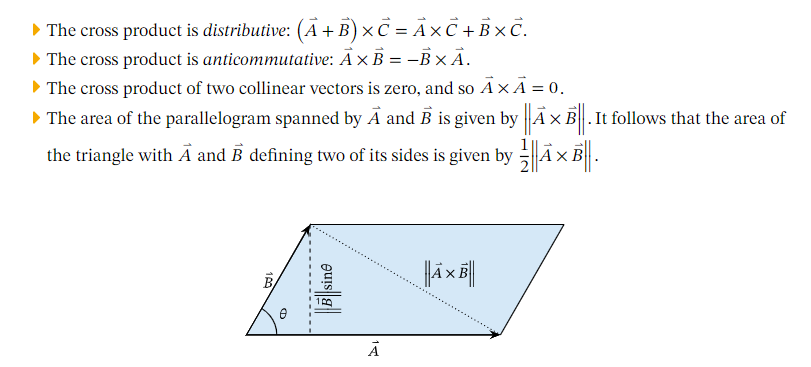 The cross product is distributive: (A⃗ + B⃗) × C⃗ = A⃗ × C⃗ + B⃗ × C⃗.
The cross product is anticommutative: A⃗ × B⃗ = −B⃗ × A⃗.
The cross product of two collinear vectors is zero, and so A⃗ × A⃗ = 0.
The area of the parallelogram spanned by A⃗ and B⃗ is given by ‖A⃗ × B⃗‖. It follows that the area of
the triangle with A⃗ and B⃗ defining two of its sides is given by 1/2‖A⃗ × B⃗‖.
B⃗
θ
‖B⃗‖sinθ
‖A⃗ × B⃗‖
A⃗